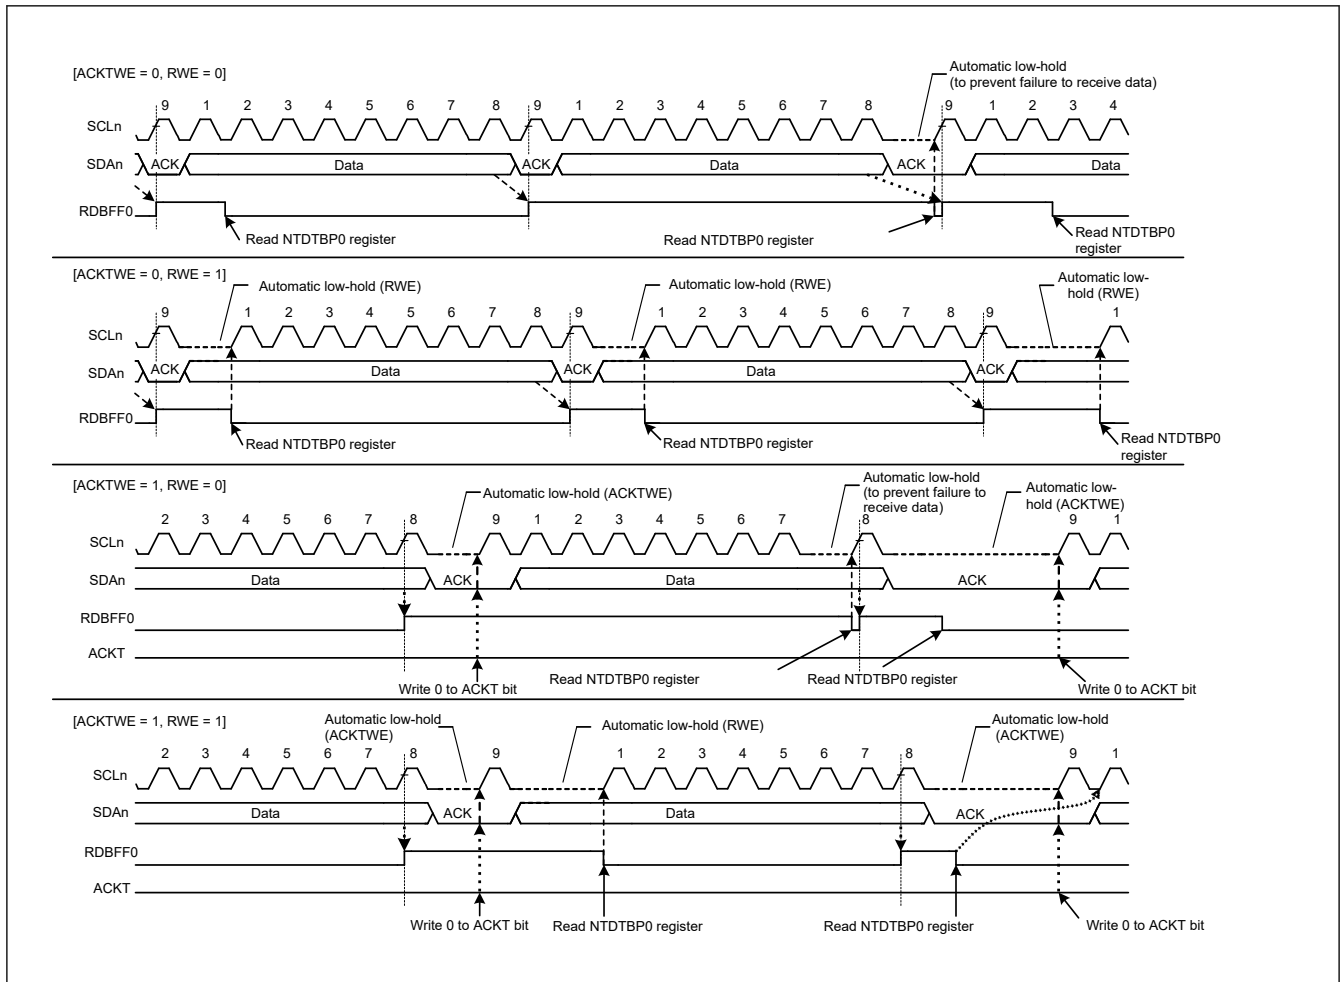 [ACKTWE = 0, RWE = 0]
Automatic low-hold
(to prevent failure to receive data)
9 1 2 3 4 5 6 7 8 9 1 2 3 4 5 6 7 8 9 1 2 3 4
SCLn
SDAn ACK Data ACK Data ACK Data
RDBFF0
Read NTDTBP0 register Read NTDTBP0 register Read NTDTBP0
register
[ACKTWE = 0, RWE = 1]
Automatic low-hold (RWE) Automatic low-hold (RWE) Automatic low-
hold (RWE)
9 1 2 3 4 5 6 7 8 9 1 2 3 4 5 6 7 8 9 1
SCLn
SDAn ACK Data ACK Data ACK
RDBFF0
Read NTDTBP0 register Read NTDTBP0 register Read NTDTBP0
register
[ACKTWE = 1, RWE = 0]
Automatic low-hold (ACKTWE) Automatic low-hold
(to prevent failure to
receive data)
Automatic low-
hold (ACKTWE)
2 3 4 5 6 7 8 9 1 2 3 4 5 6 7 8 9 1
SCLn
SDAn Data ACK Data ACK
RDBFF0
ACKT
Read NTDTBP0 register Read NTDTBP0 register
Write 0 to ACKT bit Write 0 to ACKT bit
[ACKTWE = 1, RWE = 1]
Automatic low-hold
(ACKTWE)
Automatic low-hold (RWE)
Automatic low-hold
(ACKTWE)
2 3 4 5 6 7 8 9 1 2 3 4 5 6 7 8 9 1
SCLn
SDAn Data ACK Data ACK
RDBFF0
ACKT
Write 0 to ACKT bit Read NTDTBP0 register Read NTDTBP0 register Write 0 to ACKT bit